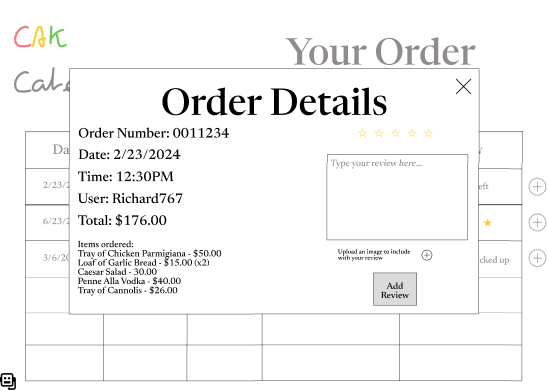 CAK
Your Order
Cale
Order Details
Order Number: 0011234
Date: 2/23/2024
Time: 12:30PM
User: Richard767
Total: $176.00
Items ordered:
Tray of Chicken Parmigiana - $50.00
Loaf of Garlic Bread - $15.00 (x2)
Caesar Salad - 30.00
Penne Alla Vodka - $40.00
Tray of Cannolis - $26.00
Type your review here...
Upload an image to include
with your review
Add
Review
Da
y
2/23/2
eft
6/23/2
3/6/20
cked up